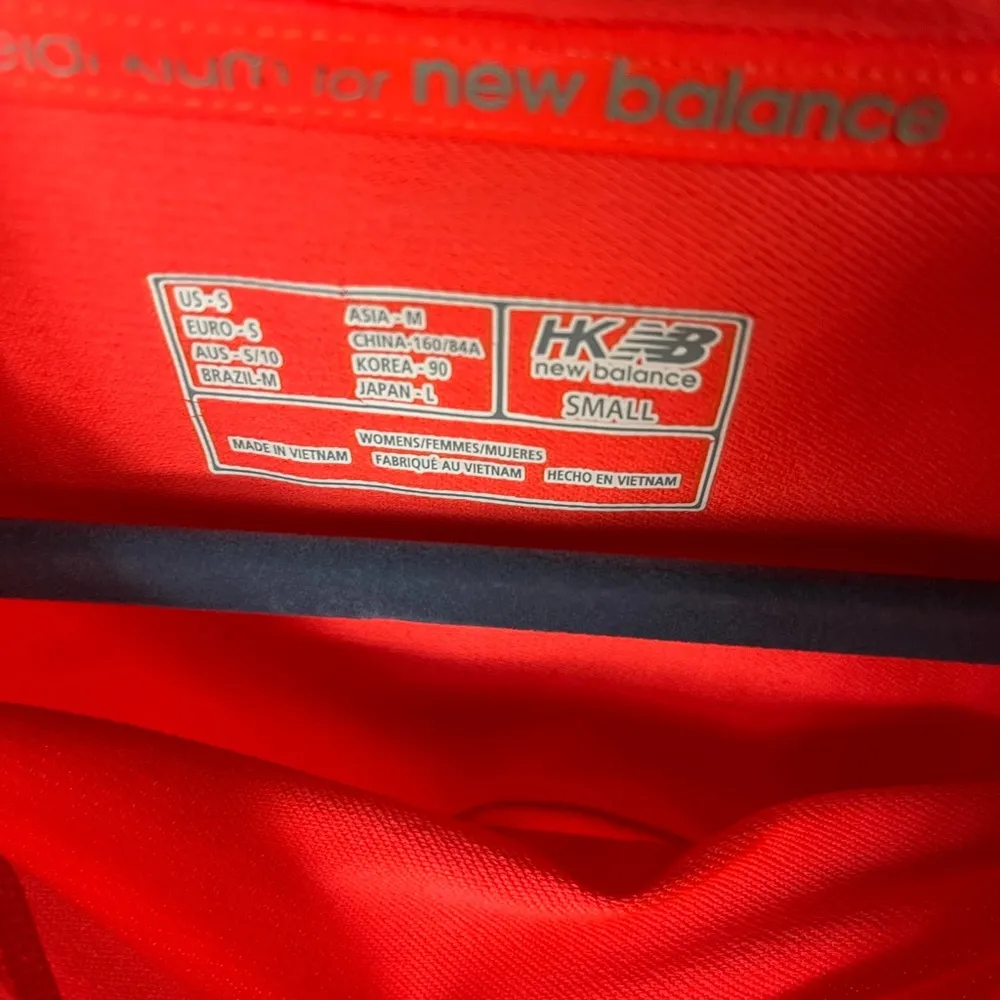 for new balance
US - S
EURO - S
AUS - S/10
BRAZIL-M
ASIA - M
CHINA-160/84A
KOREA - 90
JAPAN - L
HK NB
new balance
SMALL
WOMENS/FEMMES/MUJERES
MADE IN VIETNAM
FABRIQUÉ AU VIETNAM
HECHO EN VIETNAM